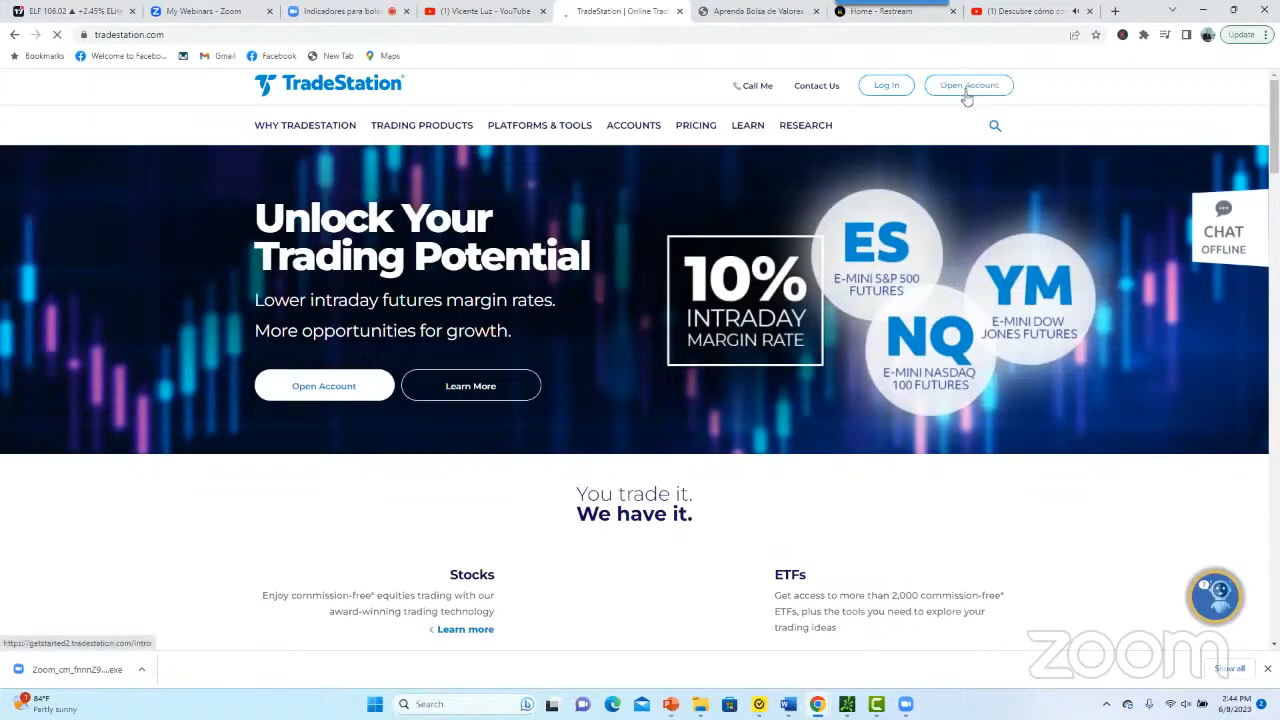 ELF 106.02 ▲ +2.45% ELITE
My Webinars - Zoom
Indicadores para bols
Vicente Luz - YouTube
TradeStation | Online Trad
Aprenda Bolsa de Valores
Home - Restream
(1) Descubre cómo c
tradestation.com
Update
Bookmarks
Welcome to Facebo...
Gmail
Facebook
New Tab
Maps
TradeStation
Call Me
Contact Us
Log In
Open Account
WHY TRADESTATION
TRADING PRODUCTS
PLATFORMS & TOOLS
ACCOUNTS
PRICING
LEARN
RESEARCH
Unlock Your
Trading Potential
Lower intraday futures margin rates.
More opportunities for growth.
Open Account
Learn More
10%
INTRADAY
MARGIN RATE
ES
E-MINI S&P 500
FUTURES
YM
E-MINI DOW
JONES FUTURES
NQ
E-MINI NASDAQ
100 FUTURES
CHAT
OFFLINE
You trade it.
We have it.
Stocks
Enjoy commission-free* equities trading with our
award-winning trading technology
< Learn more
ETFs
Get access to more than 2,000 commission-free*
ETFs, plus the tools you need to explore your
trading ideas
https://getstarted2.tradestation.com/intro
zoom
Zoom_cm_fnnnZ9....exe
Show all
84°F
Partly sunny
Search
2:44 PM
6/8/2023